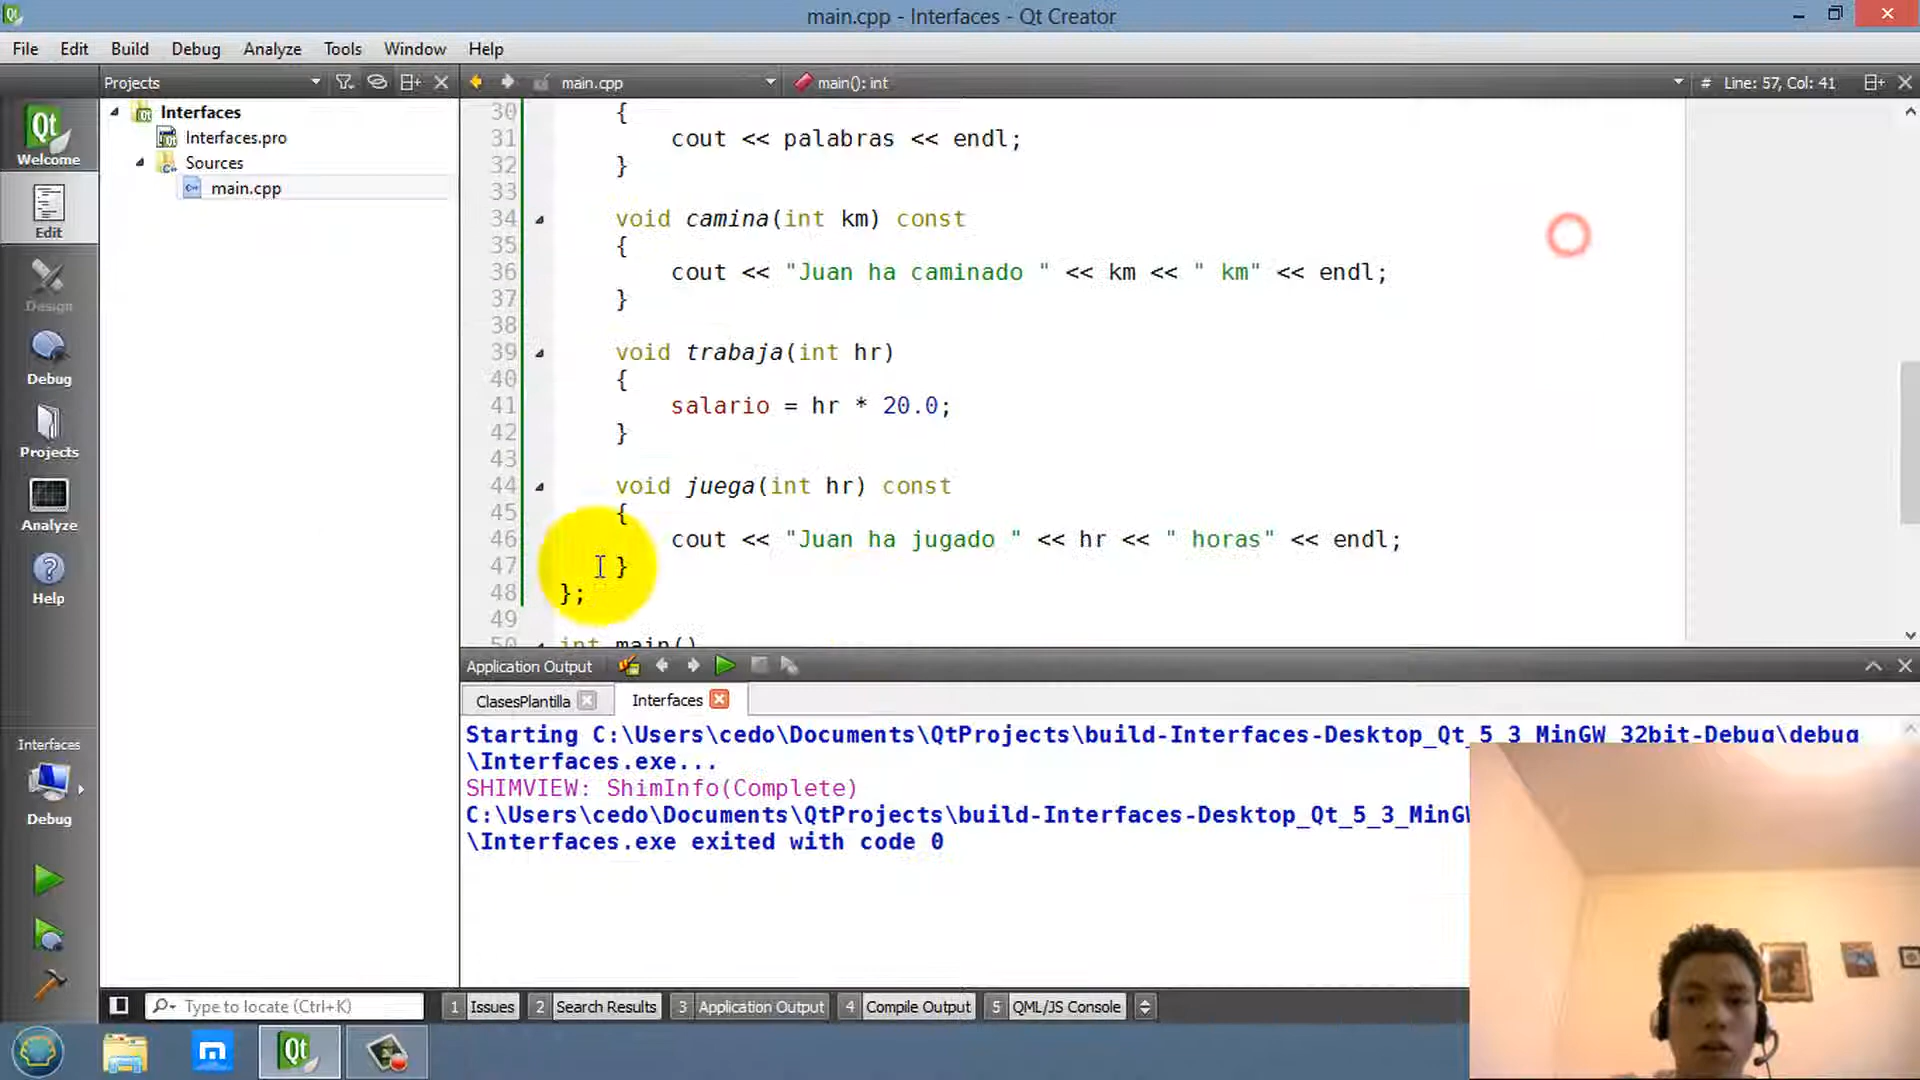 main.cpp - Interfaces - Qt Creator
File Edit Build Debug Analyze Tools Window Help
Projects
main.cpp
main(): int
# Line: 57, Col: 41
Welcome
Edit
Design
Debug
Projects
Analyze
Help
Interfaces
Debug
Interfaces
Interfaces.pro
Sources
main.cpp
30 {
31 cout << palabras << endl;
32 }
33
34 void camina(int km) const
35 {
36 cout << "Juan ha caminado " << km << " km" << endl;
37 }
38
39 void trabaja(int hr)
40 {
41 salario = hr * 20.0;
42 }
43
44 void juega(int hr) const
45 {
46 cout << "Juan ha jugado " << hr << " horas" << endl;
47 }
48 };
49
50 int main()
Application Output
ClasesPlantilla Interfaces
Starting C:\Users\cedo\Documents\QtProjects\build-Interfaces-Desktop_Qt_5_3_MinGW_32bit-Debug\debug
\Interfaces.exe...
SHIMVIEW: ShimInfo(Complete)
C:\Users\cedo\Documents\QtProjects\build-Interfaces-Desktop_Qt_5_3_MinGW
\Interfaces.exe exited with code 0
Type to locate (Ctrl+K) 1 Issues 2 Search Results 3 Application Output 4 Compile Output 5 QML/JS Console